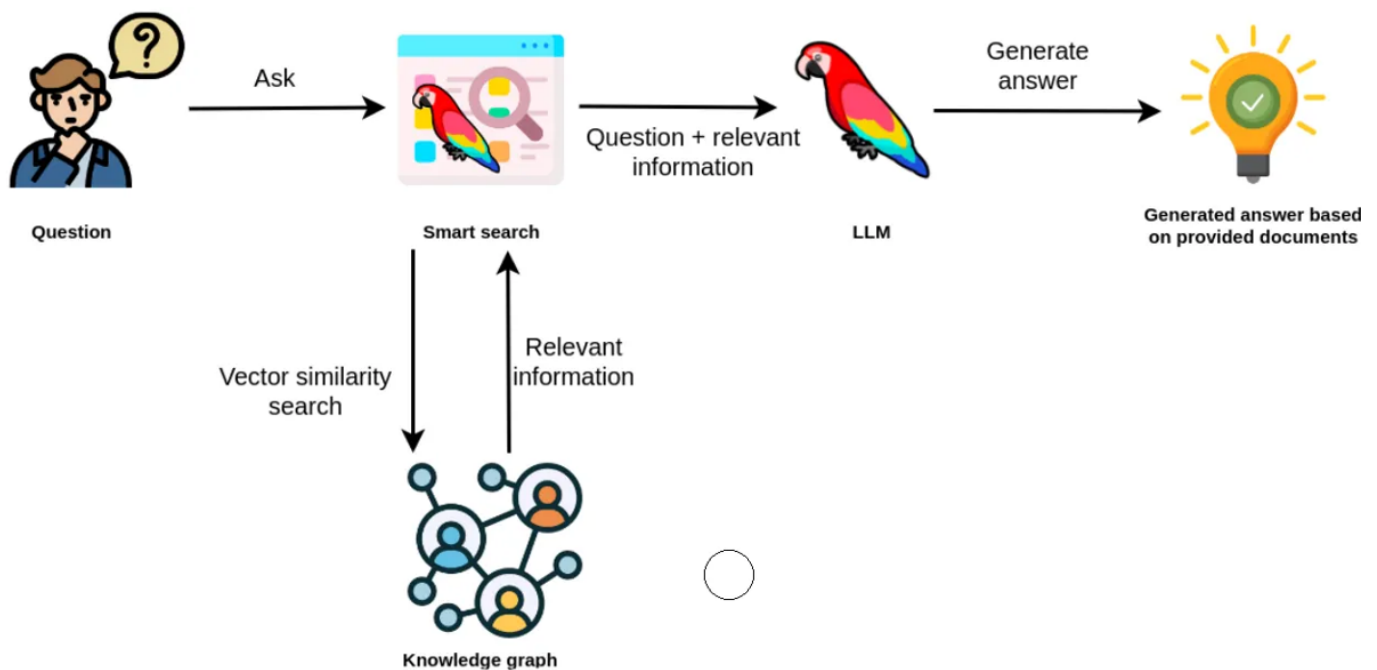 ?
Ask
Generate
answer
Question + relevant
information
Question
Smart search
LLM
Generated answer based
on provided documents
Vector similarity
search
Relevant
information
Knowledge graph